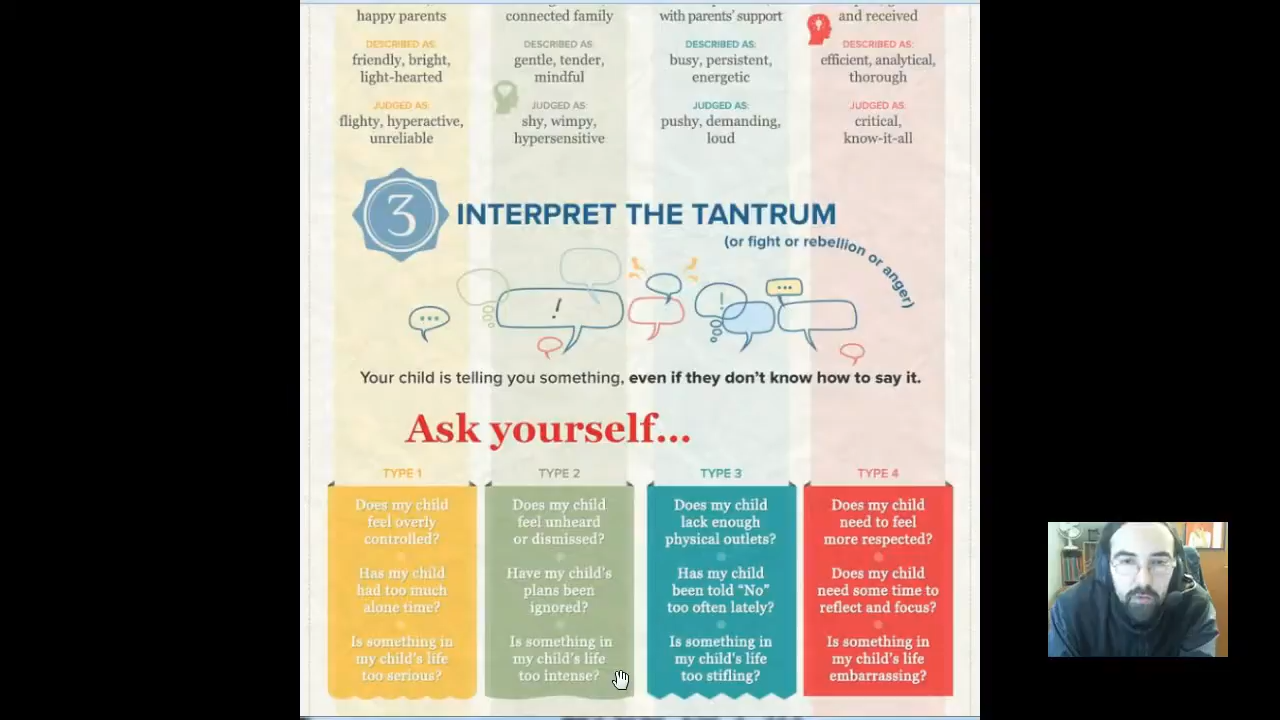 happy parents
connected family
with parents' support
and received
DESCRIBED AS:
friendly, bright,
light-hearted
DESCRIBED AS:
gentle, tender,
mindful
DESCRIBED AS:
busy, persistent,
energetic
DESCRIBED AS:
efficient, analytical,
thorough
JUDGED AS:
flighty, hyperactive,
unreliable
JUDGED AS:
shy, wimpy,
hypersensitive
JUDGED AS:
pushy, demanding,
loud
JUDGED AS:
critical,
know-it-all
3
INTERPRET THE TANTRUM
(or fight or rebellion or anger)
Your child is telling you something, even if they don't know how to say it.
Ask yourself...
TYPE 1
Does my child
feel overly
controlled?
Has my child
had too much
alone time?
Is something in
my child's life
too serious?
TYPE 2
Does my child
feel unheard
or dismissed?
Have my child's
plans been
ignored?
Is something in
my child's life
too intense?
TYPE 3
Does my child
lack enough
physical outlets?
Has my child
been told "No"
too often lately?
Is something in
my child's life
too stifling?
TYPE 4
Does my child
need to feel
more respected?
Does my child
need some time to
reflect and focus?
Is something in
my child's life
embarrassing?